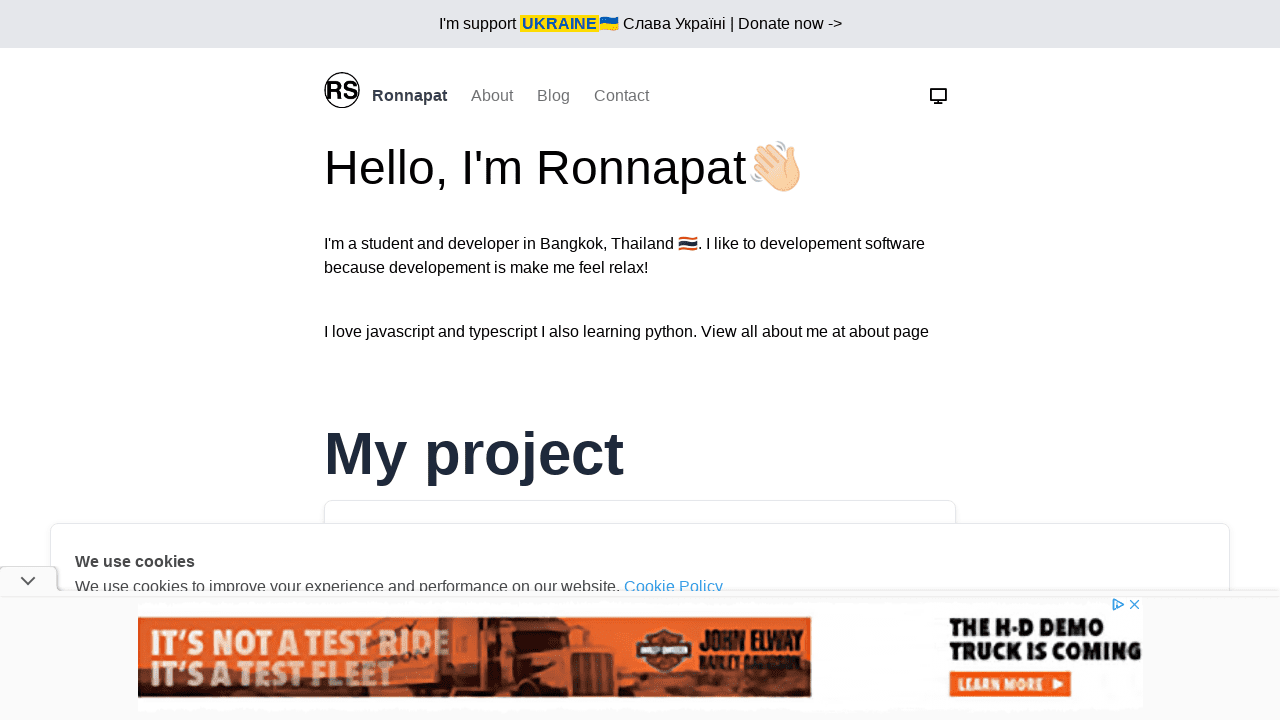 I'm support UKRAINE🇺🇦 Слава Україні | Donate now ->
RS Ronnapat About Blog Contact
Hello, I'm Ronnapat👋🏻
I'm a student and developer in Bangkok, Thailand 🇹🇭. I like to developement software
because developement is make me feel relax!
I love javascript and typescript I also learning python. View all about me at about page
My project
We use cookies
We use cookies to improve your experience and performance on our website. Cookie Policy
IT'S NOT A TEST RIDE
IT'S A TEST FLEET
JOHN ELWAY
HARLEY-DAVIDSON
THE H-D DEMO
TRUCK IS COMING
LEARN MORE